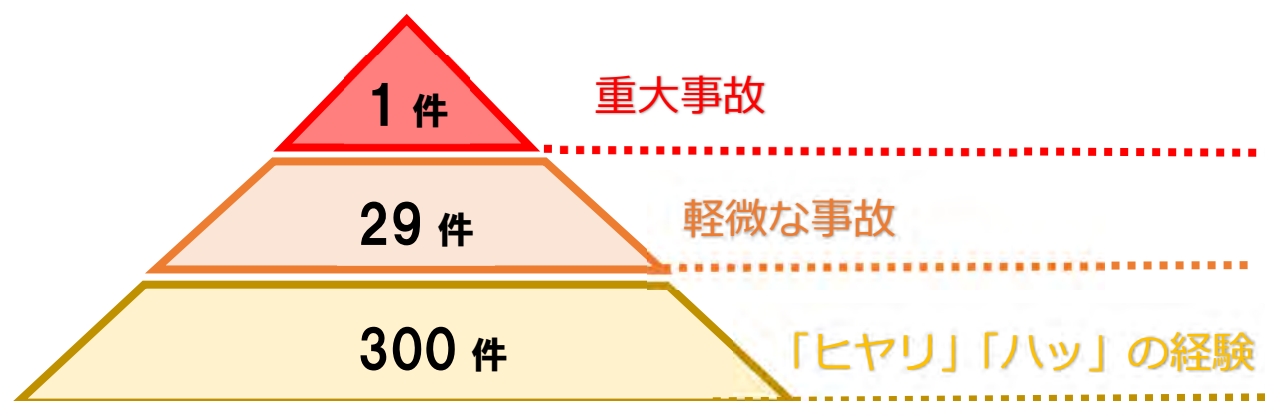 1 件
重大事故
29 件
軽微な事故
300 件
「ヒヤリ」「ハッ」の経験